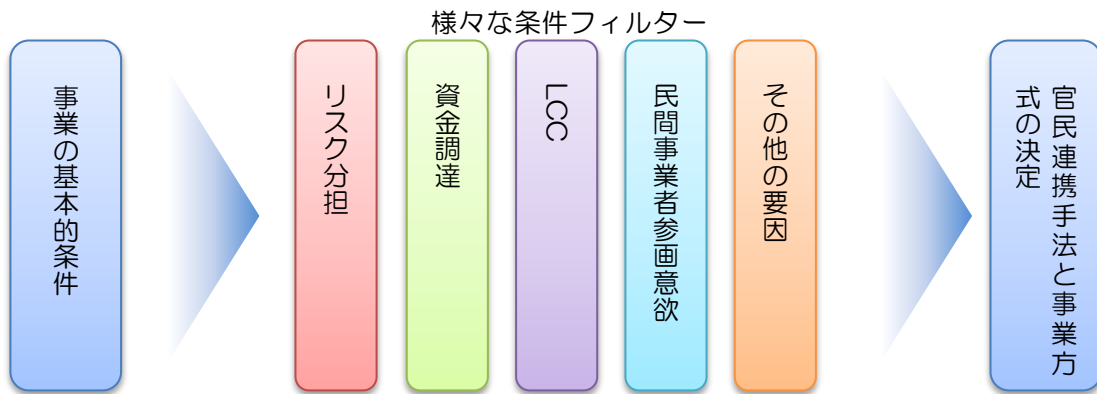 様々な条件フィルター
事業の基本的条件
リスク分担
資金調達
LCC
民間事業者参画意欲
その他の要因
官民連携手法と事業方
式の決定